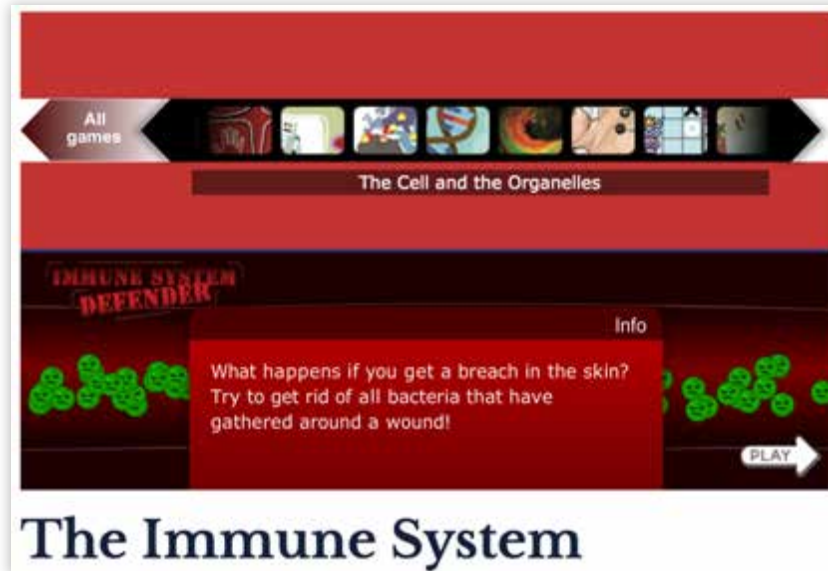 All
games
The Cell and the Organelles
IMMUNE SYSTEM
DEFENDER
Info
What happens if you get a breach in the skin?
Try to get rid of all bacteria that have
gathered around a wound!
PLAY
The Immune System